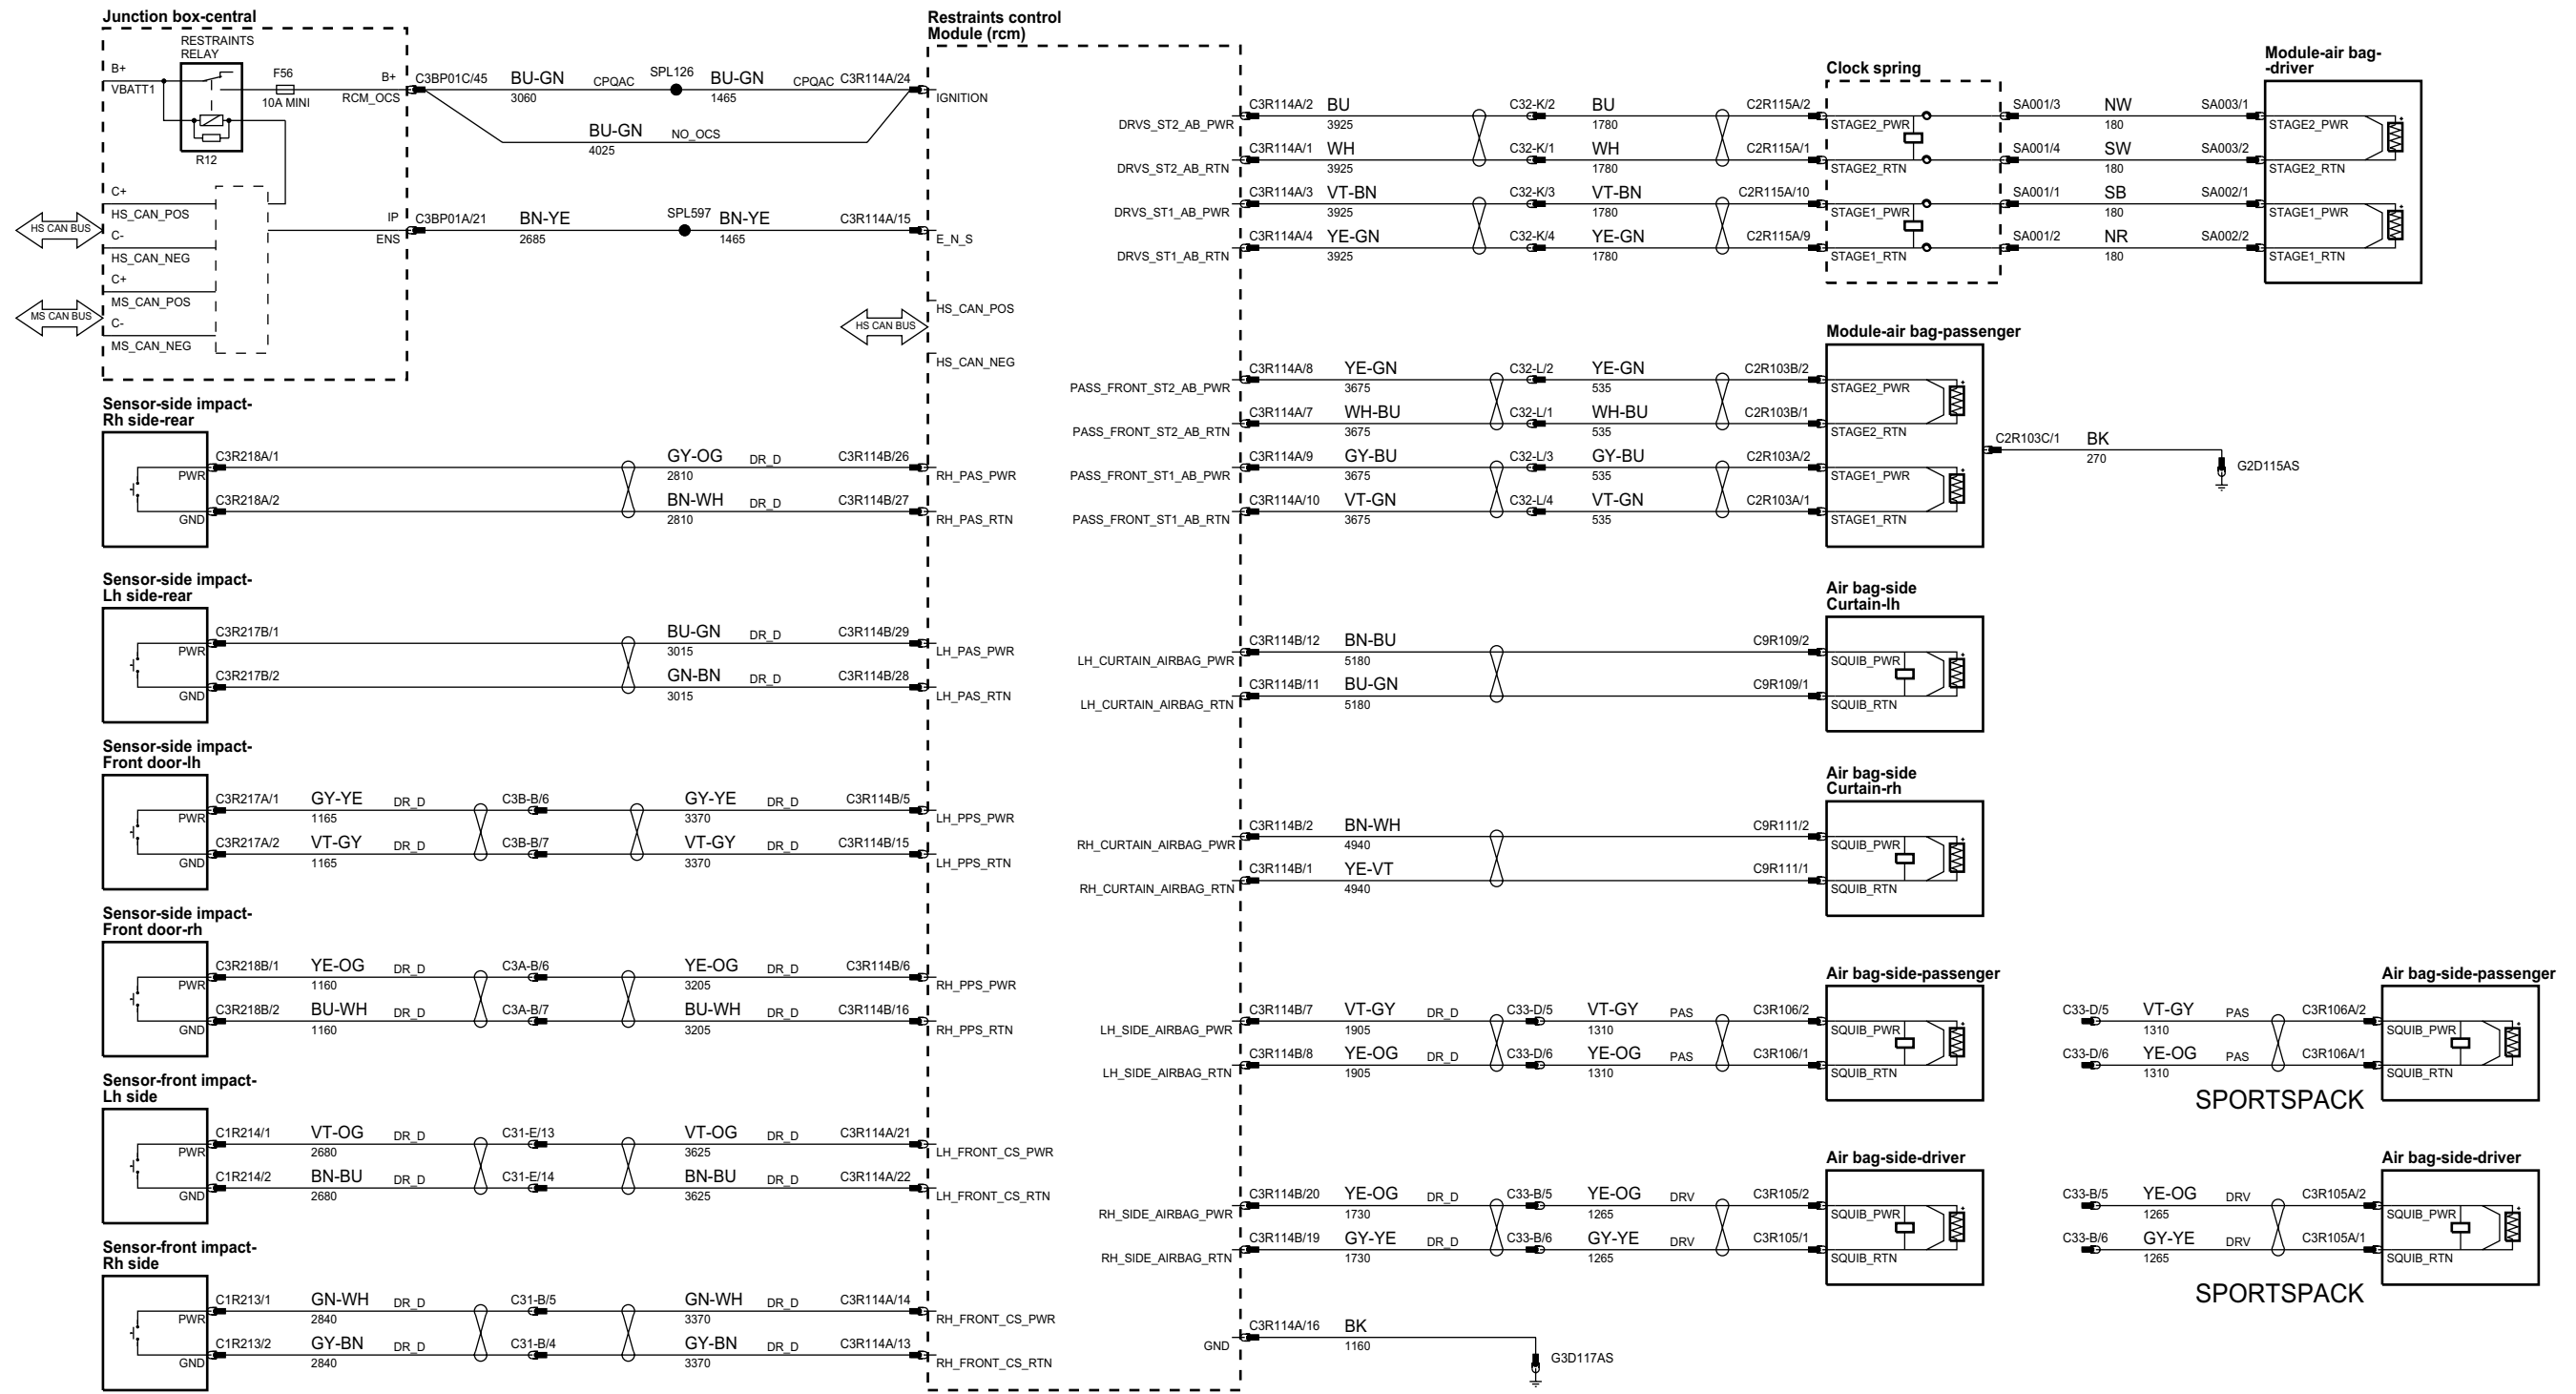 Junction box-central
RESTRAINTS
RELAY
B+
VBATT1
F56
10A MINI
B+
RCM_OCS
R12
C+
HS_CAN_POS
C-
HS_CAN_NEG
C+
MS_CAN_POS
C-
MS_CAN_NEG
HS CAN BUS
MS CAN BUS
IP
ENS
C3BP01C/45 BU-GN CPQAC SPL126 BU-GN CPQAC C3R114A/24
3060 1465
BU-GN NO_OCS
4025
C3BP01A/21 BN-YE SPL597 BN-YE C3R114A/15
2685 1465
Restraints control
Module (rcm)
IGNITION
E_N_S
HS CAN BUS
HS_CAN_POS
HS_CAN_NEG
Sensor-side impact-
Rh side-rear
C3R218A/1 GY-OG DR_D C3R114B/26
PWR 2810 RH_PAS_PWR
C3R218A/2 BN-WH DR_D C3R114B/27
GND 2810 RH_PAS_RTN
Sensor-side impact-
Lh side-rear
C3R217B/1 BU-GN DR_D C3R114B/29
PWR 3015 LH_PAS_PWR
C3R217B/2 GN-BN DR_D C3R114B/28
GND 3015 LH_PAS_RTN
Sensor-side impact-
Front door-lh
C3R217A/1 GY-YE DR_D C3B-B/6 GY-YE DR_D C3R114B/5
PWR 1165 3370 LH_PPS_PWR
C3R217A/2 VT-GY DR_D C3B-B/7 VT-GY DR_D C3R114B/15
GND 1165 3370 LH_PPS_RTN
Sensor-side impact-
Front door-rh
C3R218B/1 YE-OG DR_D C3A-B/6 YE-OG DR_D C3R114B/6
PWR 1160 3205 RH_PPS_PWR
C3R218B/2 BU-WH DR_D C3A-B/7 BU-WH DR_D C3R114B/16
GND 1160 3205 RH_PPS_RTN
Sensor-front impact-
Lh side
C1R214/1 VT-OG DR_D C31-E/13 VT-OG DR_D C3R114A/21
PWR 2680 3625 LH_FRONT_CS_PWR
C1R214/2 BN-BU DR_D C31-E/14 BN-BU DR_D C3R114A/22
GND 2680 3625 LH_FRONT_CS_RTN
Sensor-front impact-
Rh side
C1R213/1 GN-WH DR_D C31-B/5 GN-WH DR_D C3R114A/14
PWR 2840 3370 RH_FRONT_CS_PWR
C1R213/2 GY-BN DR_D C31-B/4 GY-BN DR_D C3R114A/13
GND 2840 3370 RH_FRONT_CS_RTN
Clock spring
Module-air bag-
-driver
C3R114A/2 BU C32-K/2 BU C2R115A/2 SA001/3 NW SA003/1
DRVS_ST2_AB_PWR 3925 1780 STAGE2_PWR 180 STAGE2_PWR
C3R114A/1 WH C32-K/1 WH C2R115A/1 SA001/4 SW SA003/2
DRVS_ST2_AB_RTN 3925 1780 STAGE2_RTN 180 STAGE2_RTN
C3R114A/3 VT-BN C32-K/3 VT-BN C2R115A/10 SA001/1 SB SA002/1
DRVS_ST1_AB_PWR 3925 1780 STAGE1_PWR 180 STAGE1_PWR
C3R114A/4 YE-GN C32-K/4 YE-GN C2R115A/9 SA001/2 NR SA002/2
DRVS_ST1_AB_RTN 3925 1780 STAGE1_RTN 180 STAGE1_RTN
Module-air bag-passenger
C3R114A/8 YE-GN C32-L/2 YE-GN C2R103B/2
PASS_FRONT_ST2_AB_PWR 3675 535 STAGE2_PWR
C3R114A/7 WH-BU C32-L/1 WH-BU C2R103B/1
PASS_FRONT_ST2_AB_RTN 3675 535 STAGE2_RTN
C2R103C/1 BK
270 G2D115AS
C3R114A/9 GY-BU C32-L/3 GY-BU C2R103A/2
PASS_FRONT_ST1_AB_PWR 3675 535 STAGE1_PWR
C3R114A/10 VT-GN C32-L/4 VT-GN C2R103A/1
PASS_FRONT_ST1_AB_RTN 3675 535 STAGE1_RTN
Air bag-side
Curtain-lh
C3R114B/12 BN-BU C9R109/2
LH_CURTAIN_AIRBAG_PWR 5180 SQUIB_PWR
C3R114B/11 BU-GN C9R109/1
LH_CURTAIN_AIRBAG_RTN 5180 SQUIB_RTN
Air bag-side
Curtain-rh
C3R114B/2 BN-WH C9R111/2
RH_CURTAIN_AIRBAG_PWR 4940 SQUIB_PWR
C3R114B/1 YE-VT C9R111/1
RH_CURTAIN_AIRBAG_RTN 4940 SQUIB_RTN
Air bag-side-passenger Air bag-side-passenger
C3R114B/7 VT-GY DR_D C33-D/5 VT-GY PAS C3R106/2 C33-D/5 VT-GY PAS C3R106A/2
LH_SIDE_AIRBAG_PWR 1905 1310 SQUIB_PWR 1310 SQUIB_PWR
C3R114B/8 YE-OG DR_D C33-D/6 YE-OG PAS C3R106/1 C33-D/6 YE-OG PAS C3R106A/1
LH_SIDE_AIRBAG_RTN 1905 1310 SQUIB_RTN 1310 SQUIB_RTN
SPORTSPACK
Air bag-side-driver Air bag-side-driver
C3R114B/20 YE-OG DR_D C33-B/5 YE-OG DRV C3R105/2 C33-B/5 YE-OG DRV C3R105A/2
RH_SIDE_AIRBAG_PWR 1730 1265 SQUIB_PWR 1265 SQUIB_PWR
C3R114B/19 GY-YE DR_D C33-B/6 GY-YE DRV C3R105/1 C33-B/6 GY-YE DRV C3R105A/1
RH_SIDE_AIRBAG_RTN 1730 1265 SQUIB_RTN 1265 SQUIB_RTN
SPORTSPACK
C3R114A/16 BK
GND 1160 G3D117AS